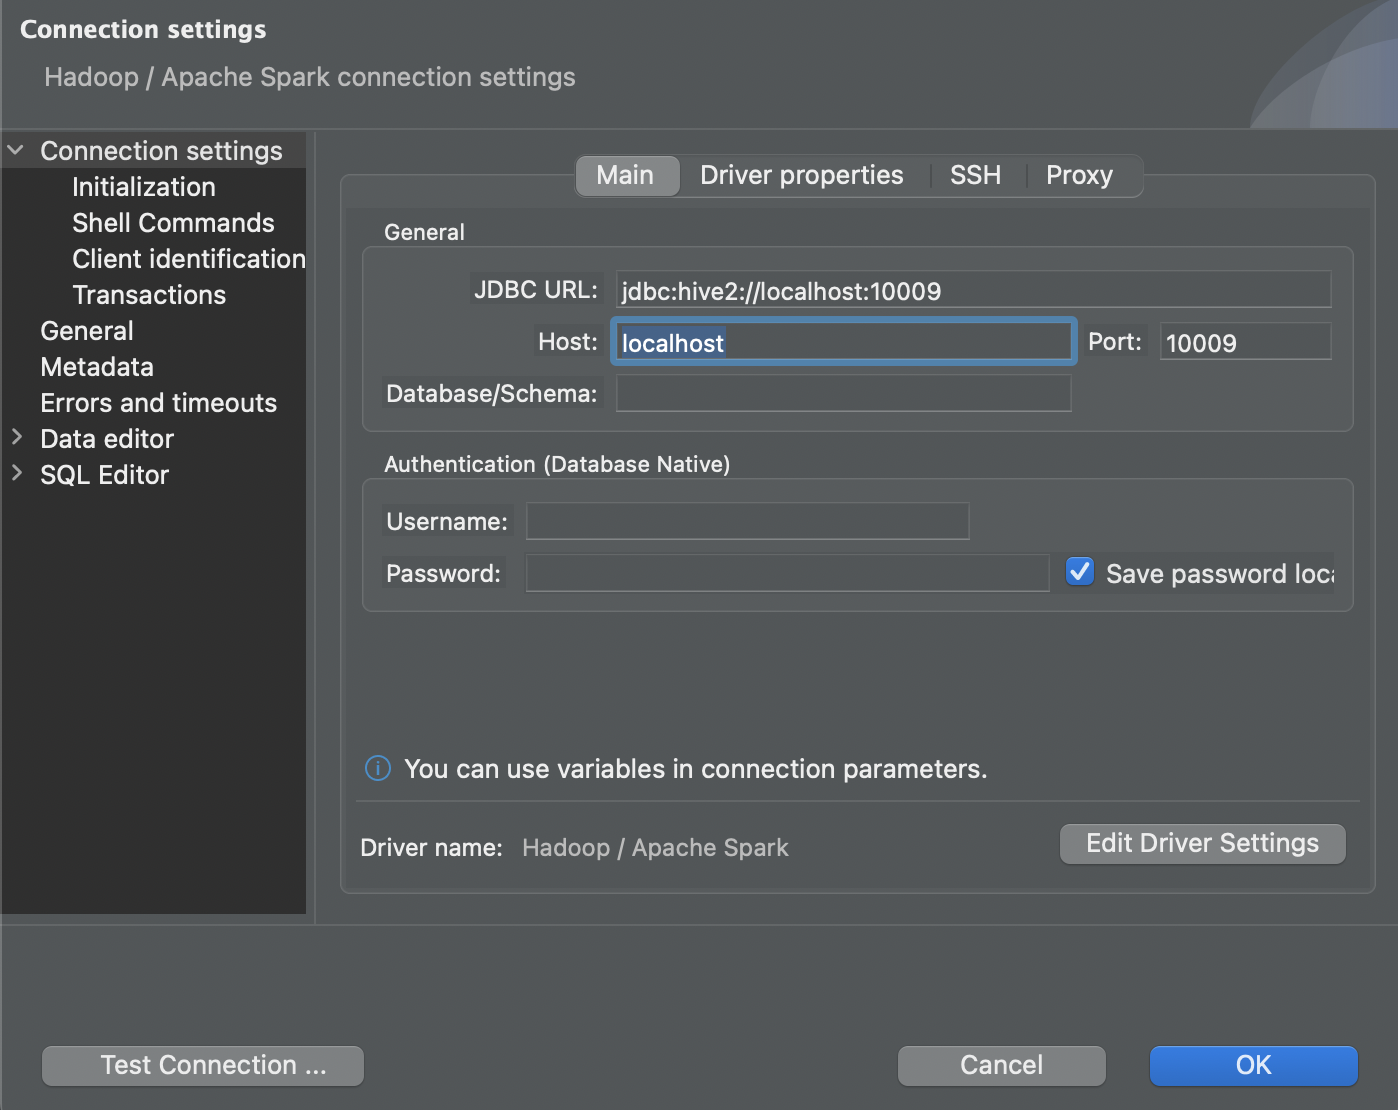 Connection settings
Hadoop / Apache Spark connection settings
Connection settings
Initialization
Shell Commands
Client identification
Transactions
General
Metadata
Errors and timeouts
Data editor
SQL Editor
Main Driver properties SSH Proxy
General
JDBC URL: jdbc:hive2://localhost:10009
Host: localhost Port: 10009
Database/Schema:
Authentication (Database Native)
Username:
Password: Save password loca
You can use variables in connection parameters.
Driver name: Hadoop / Apache Spark Edit Driver Settings
Test Connection ... Cancel OK